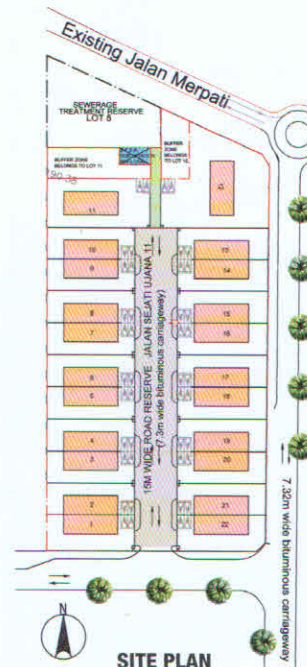 Existing Jalan Merpati
SEWERAGE
TREATMENT RESERVE
LOT 5
BUFFER ZONE
BELONGS TO LOT 11
BUFFER
ZONE
BELONGS
TO LOT 12
11
10
9
8
7
6
5
4
3
2
1
13
14
15
16
17
18
19
20
21
22
15M WIDE ROAD RESERVE JALAN SEJATI UJANA 11
(7.3m wide bituminous carriageway)
7.32m wide bituminous carriageway
N
SITE PLAN